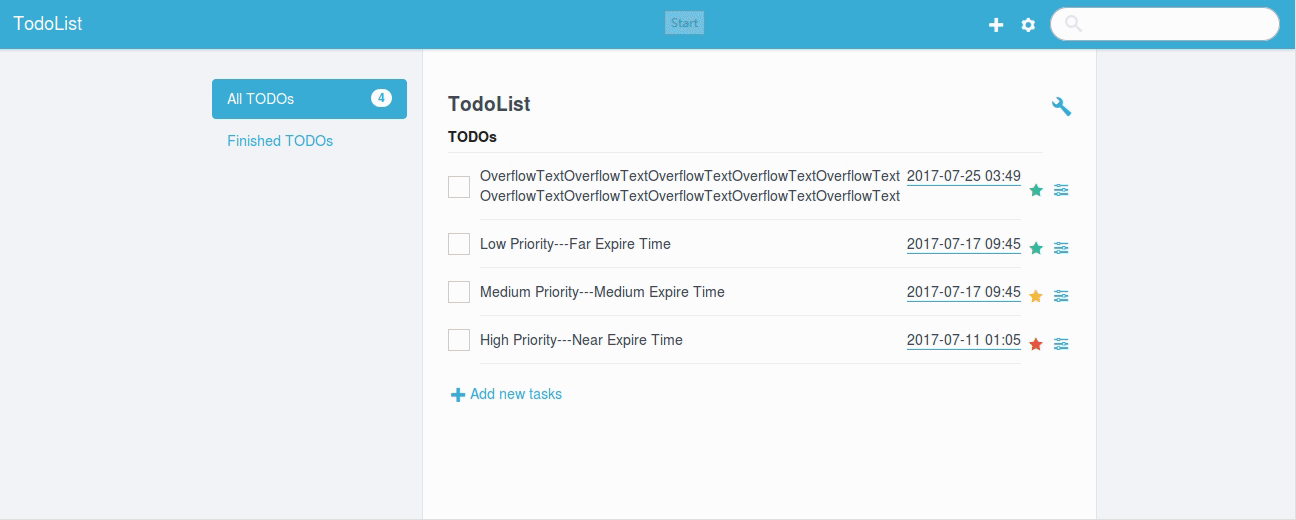 TodoList
Start
All TODOs 4
Finished TODOs
TodoList
TODOs
OverflowTextOverflowTextOverflowTextOverflowTextOverflowText 2017-07-25 03:49
OverflowTextOverflowTextOverflowTextOverflowTextOverflowText
Low Priority---Far Expire Time 2017-07-17 09:45
Medium Priority---Medium Expire Time 2017-07-17 09:45
High Priority---Near Expire Time 2017-07-11 01:05
Add new tasks